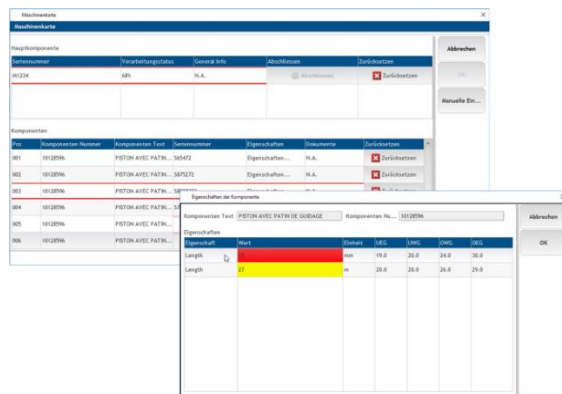 Maschinenkarte
Maschinenkarte
Hauptkomponente
Seriennummer Verarbeitungsstatus General Info Abschliessen Zurücksetzen
M1234 68% N.A. Abschliessen Zurücksetzen
Abbrechen
OK
Manuelle Ein...
Komponenten
Pos Komponenten Nummer Komponenten Text Seriennummer Eigenschaften Dokumente Zurücksetzen
001 10128596 PISTON AVEC PATIN... 565472 Eigenschaften... N.A. Zurücksetzen
002 10128596 PISTON AVEC PATIN... 5875272 Eigenschaften... N.A. Zurücksetzen
003 10128596 PISTON AVEC PATIN...
004 10128596 PISTON AVEC PATIN...
005 10128596 PISTON AVEC PATIN...
006 10128596 PISTON AVEC PATIN...
Eigenschaften der Komponente
Komponenten Text PISTON AVEC PATIN DE GUIDAGE Komponenten Nu... 10128596
Eigenschaften
Eigenschaft Wert Einheit UEG UWG OWG OEG
Length mm 19.0 20.0 24.0 30.0
Length 27 m 20.0 20.0 26.0 29.0
Abbrechen
OK